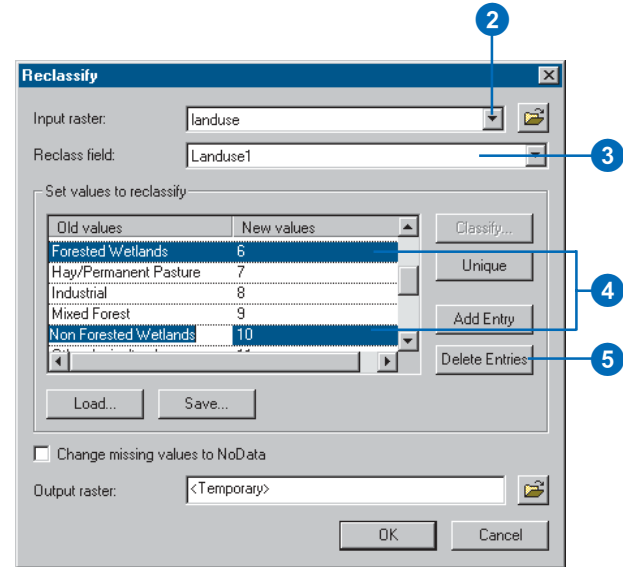 2
Reclassify
Input raster: landuse
Reclass field: Landuse1 3
Set values to reclassify
Old values New values Classify...
Forested Wetlands 6
Hay/Permanent Pasture 7 Unique
Industrial 8 4
Mixed Forest 9
Non Forested Wetlands 10 Add Entry
Delete Entries 5
Load... Save...
Change missing values to NoData
Output raster: <Temporary>
OK Cancel